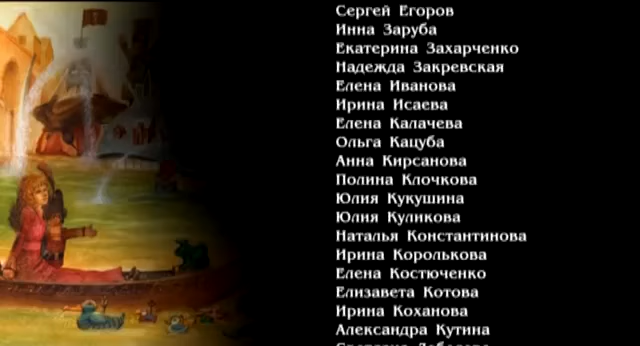 Сергей Егоров
Инна Заруба
Екатерина Захарченко
Надежда Закревская
Елена Иванова
Ирина Исаева
Елена Калачева
Ольга Кацуба
Анна Кирсанова
Полина Клочкова
Юлия Кукушина
Юлия Куликова
Наталья Константинова
Ирина Королькова
Елена Костюченко
Елизавета Котова
Ирина Коханова
Александра Кутина